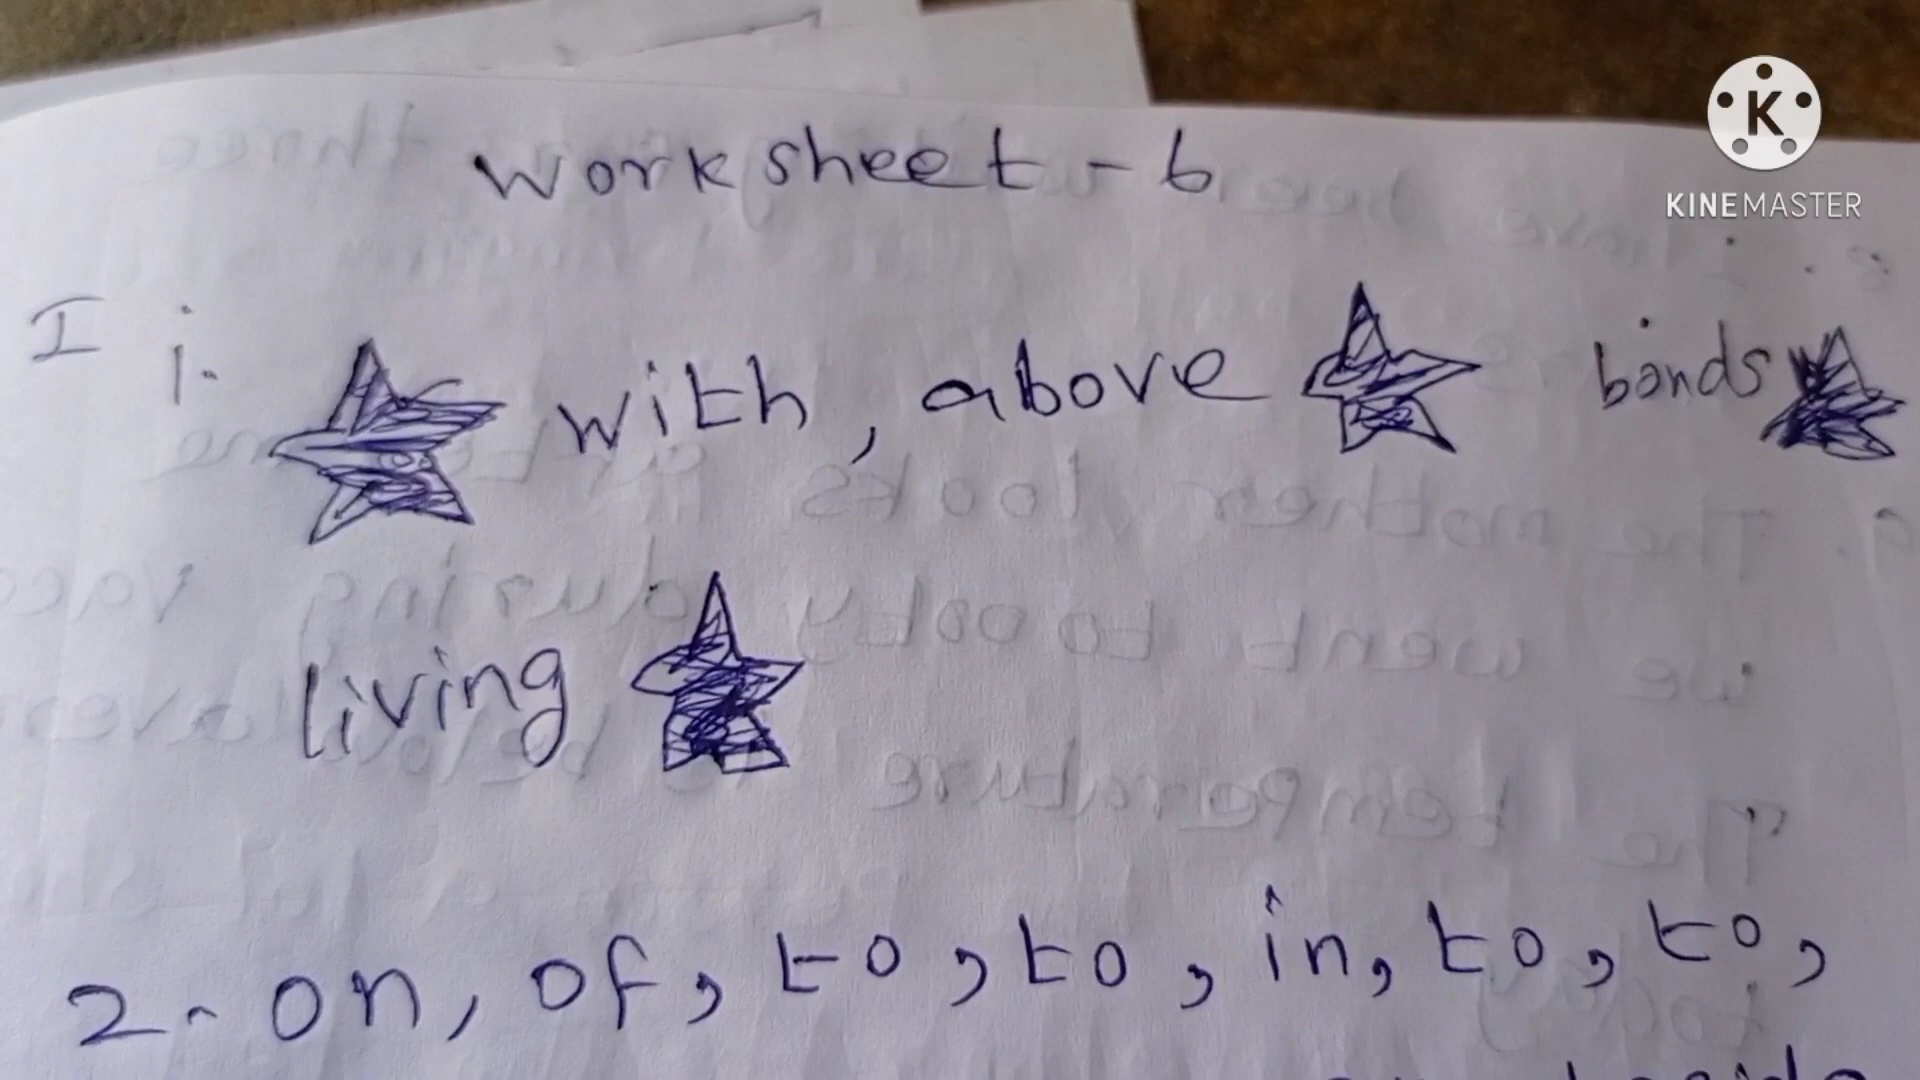 Worksheet - 6
KINEMASTER
I 1. with, above bonds
living
2. on, of, to, to, in, to, to,